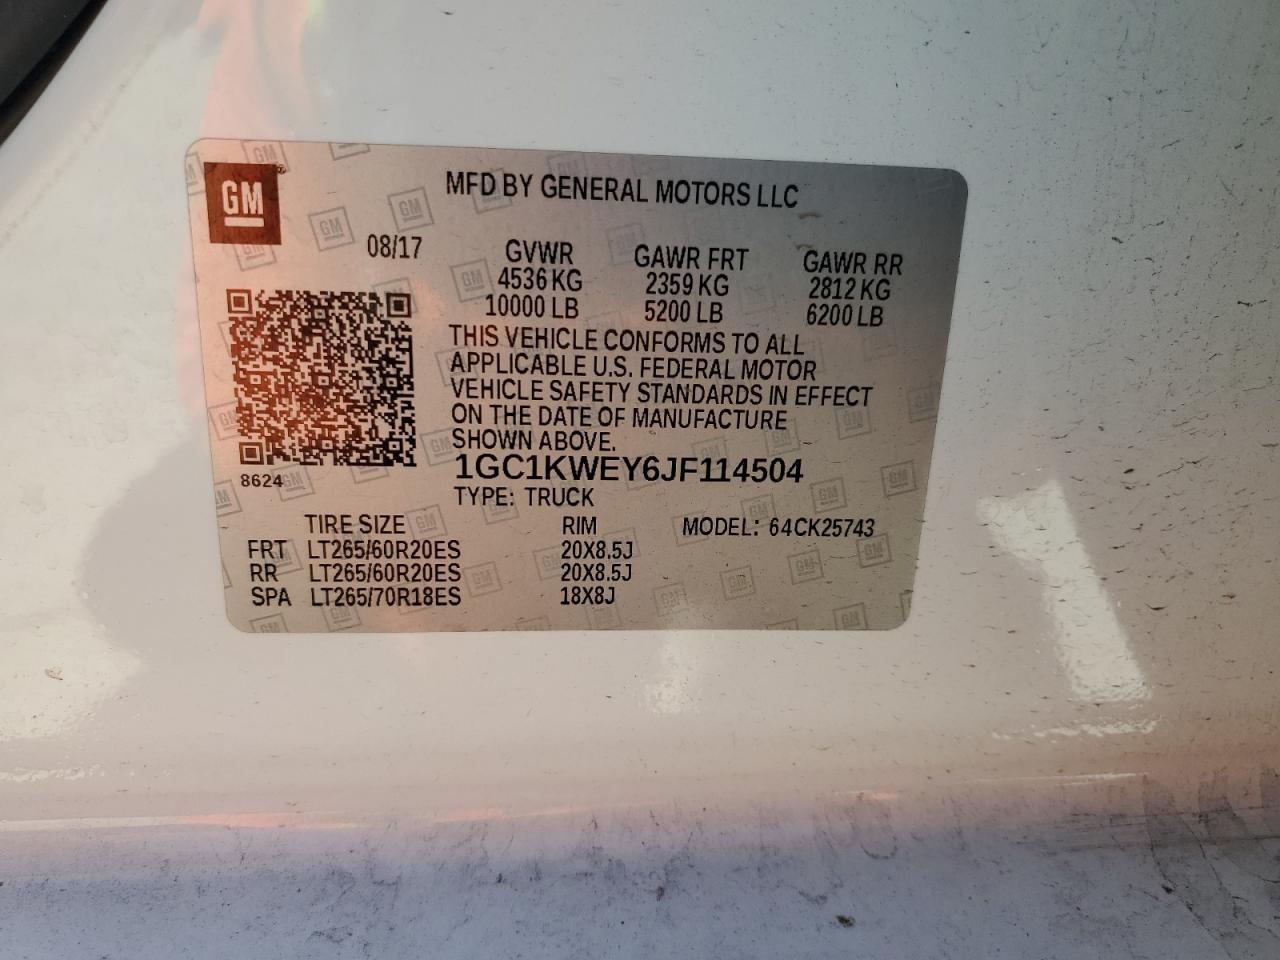 GM
MFD BY GENERAL MOTORS LLC
08/17
GVWR GAWR FRT GAWR RR
4536 KG 2359 KG 2812 KG
10000 LB 5200 LB 6200 LB
THIS VEHICLE CONFORMS TO ALL
APPLICABLE U.S. FEDERAL MOTOR
VEHICLE SAFETY STANDARDS IN EFFECT
ON THE DATE OF MANUFACTURE
SHOWN ABOVE.
8624
1GC1KWEY6JF114504
TYPE: TRUCK
TIRE SIZE RIM MODEL: 64CK25743
FRT LT265/60R20ES 20X8.5J
RR LT265/60R20ES 20X8.5J
SPA LT265/70R18ES 18X8J